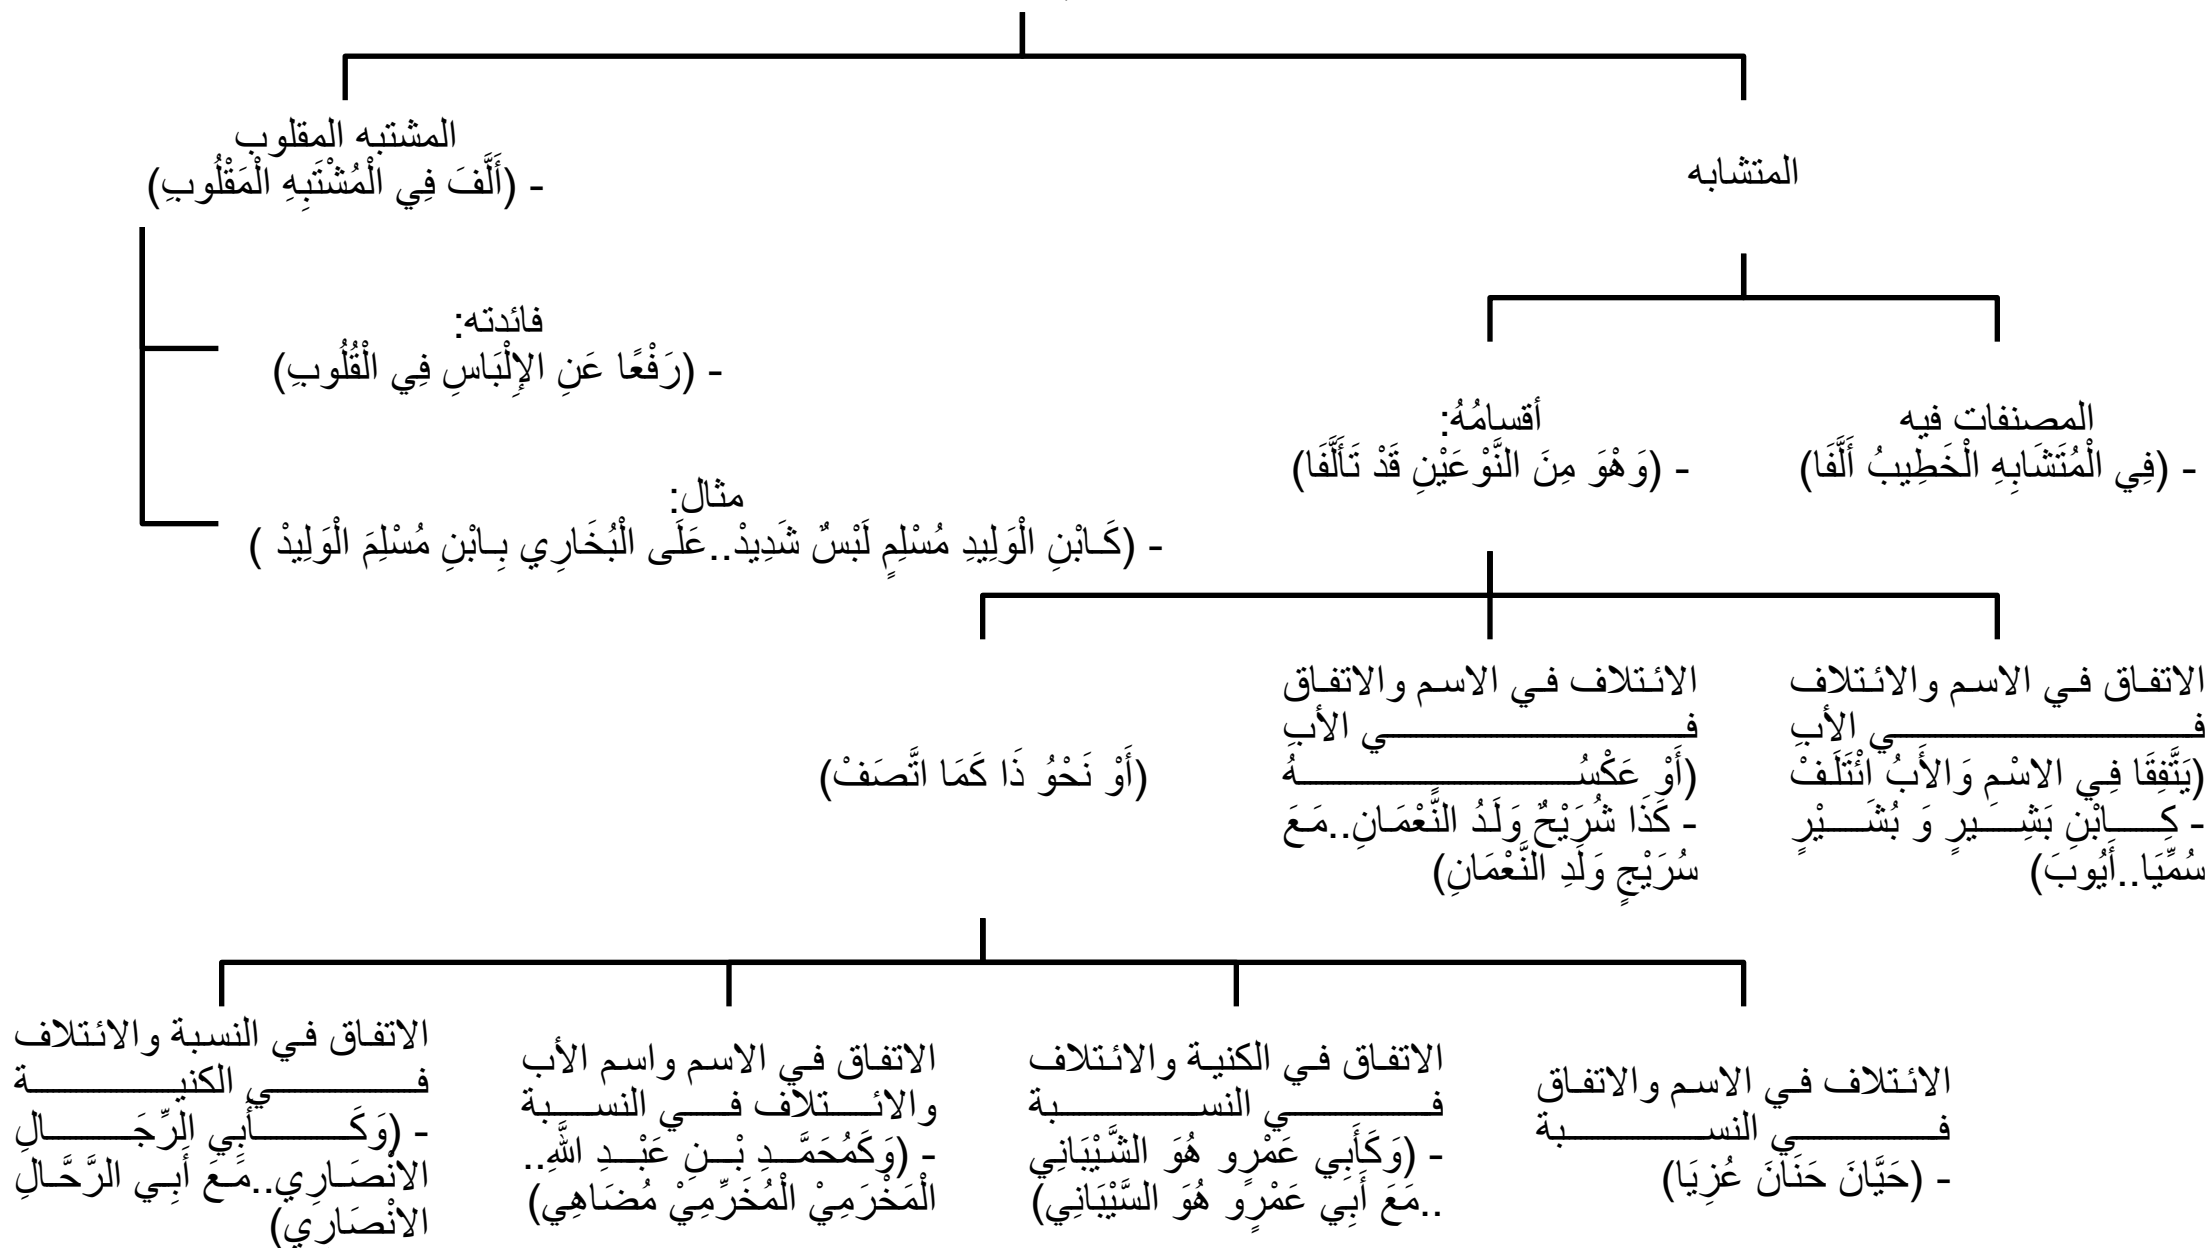 المتشابه
المشتبه المقلوب
- (أَلَّفَ فِي الْمُشْتَبِهِ الْمَقْلُوبِ)
فائدته:
- (رَفْعًا عَنِ الإِلْبَاسِ فِي الْقُلُوبِ)
مثال:
- (كَابْنِ الْوَلِيدِ مُسْلِمٍ لَبْسٌ شَدِيدْ..عَلَى الْبُخَارِي بِابْنِ مُسْلِمَ الْوَلِيدْ )
المصنفات فيه
- (فِي الْمُتَشَابِهِ الْخَطِيبُ أَلَّفَا)
أقسامُهُ:
- (وَهْوَ مِنَ النَّوْعَيْنِ قَدْ تَأَلَّفَا)
الاتفاق في الاسم والائتلاف
في الأب
(يَتَّفِقَا فِي الاسْمِ وَالأَبُ ائْتَلَفْ
- كِابْنِ بَشِيرٍ وَ بُشَيْرٍ
سُمِّيَا..أَيُوبَ)
الائتلاف في الاسم والاتفاق
في الأب
(أَوْ عَكْسُهُ
- كَذَا شُرَيْحٌ وَلَدُ النُّعْمَانِ..مَعَ
سُرَيْجٍ وَلَدِ النُّعْمَانِ)
(أَوْ نَحْوُ ذَا كَمَا اتَّصَفْ)
الائتلاف في الاسم والاتفاق
في النسبة
- (حَيَّانَ حَنَانَ عُزِيَا)
الاتفاق في الكنية والائتلاف
في النسبة
- (وَكَأَبِي عَمْرٍو هُوَ الشَّيْبَانِي
..مَعَ أَبِي عَمْرٍو هُوَ السَّيْبَانِي)
الاتفاق في الاسم واسم الأب
والائتلاف في النسبة
- (وَكَمُحَمَّدِ بْنِ عَبْدِ اللَّهِ..
الْمَخْرَمِيْ الْمُخَرِّمِيْ مُضَاهِي)
الاتفاق في النسبة والائتلاف
في الكنية
- (وَكَأَبِي الرِّجَالِ
الانْصَارِي..مَعَ أَبِي الرَّحَّالِ
الانْصَارِي)